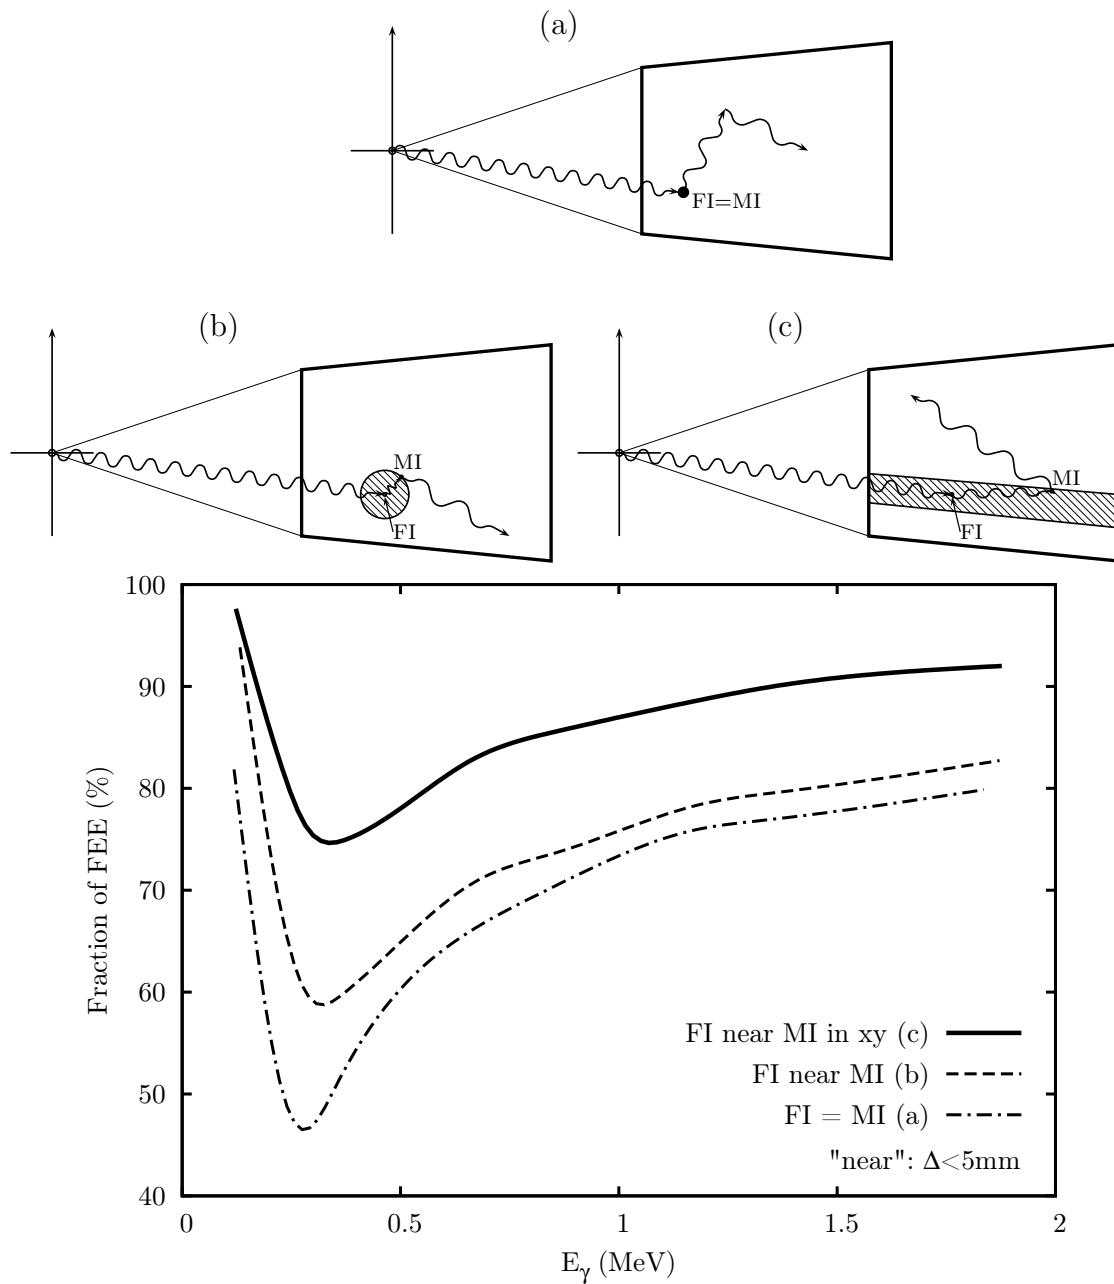 (a)
FI=MI
(b)
(c)
MI
FI
MI
FI
100
90
80
70
60
50
40
Fraction of FEE (%)
FI near MI in xy (c)
FI near MI (b)
FI = MI (a)
"near": Δ<5mm
0
0.5
1
1.5
2
Eγ (MeV)